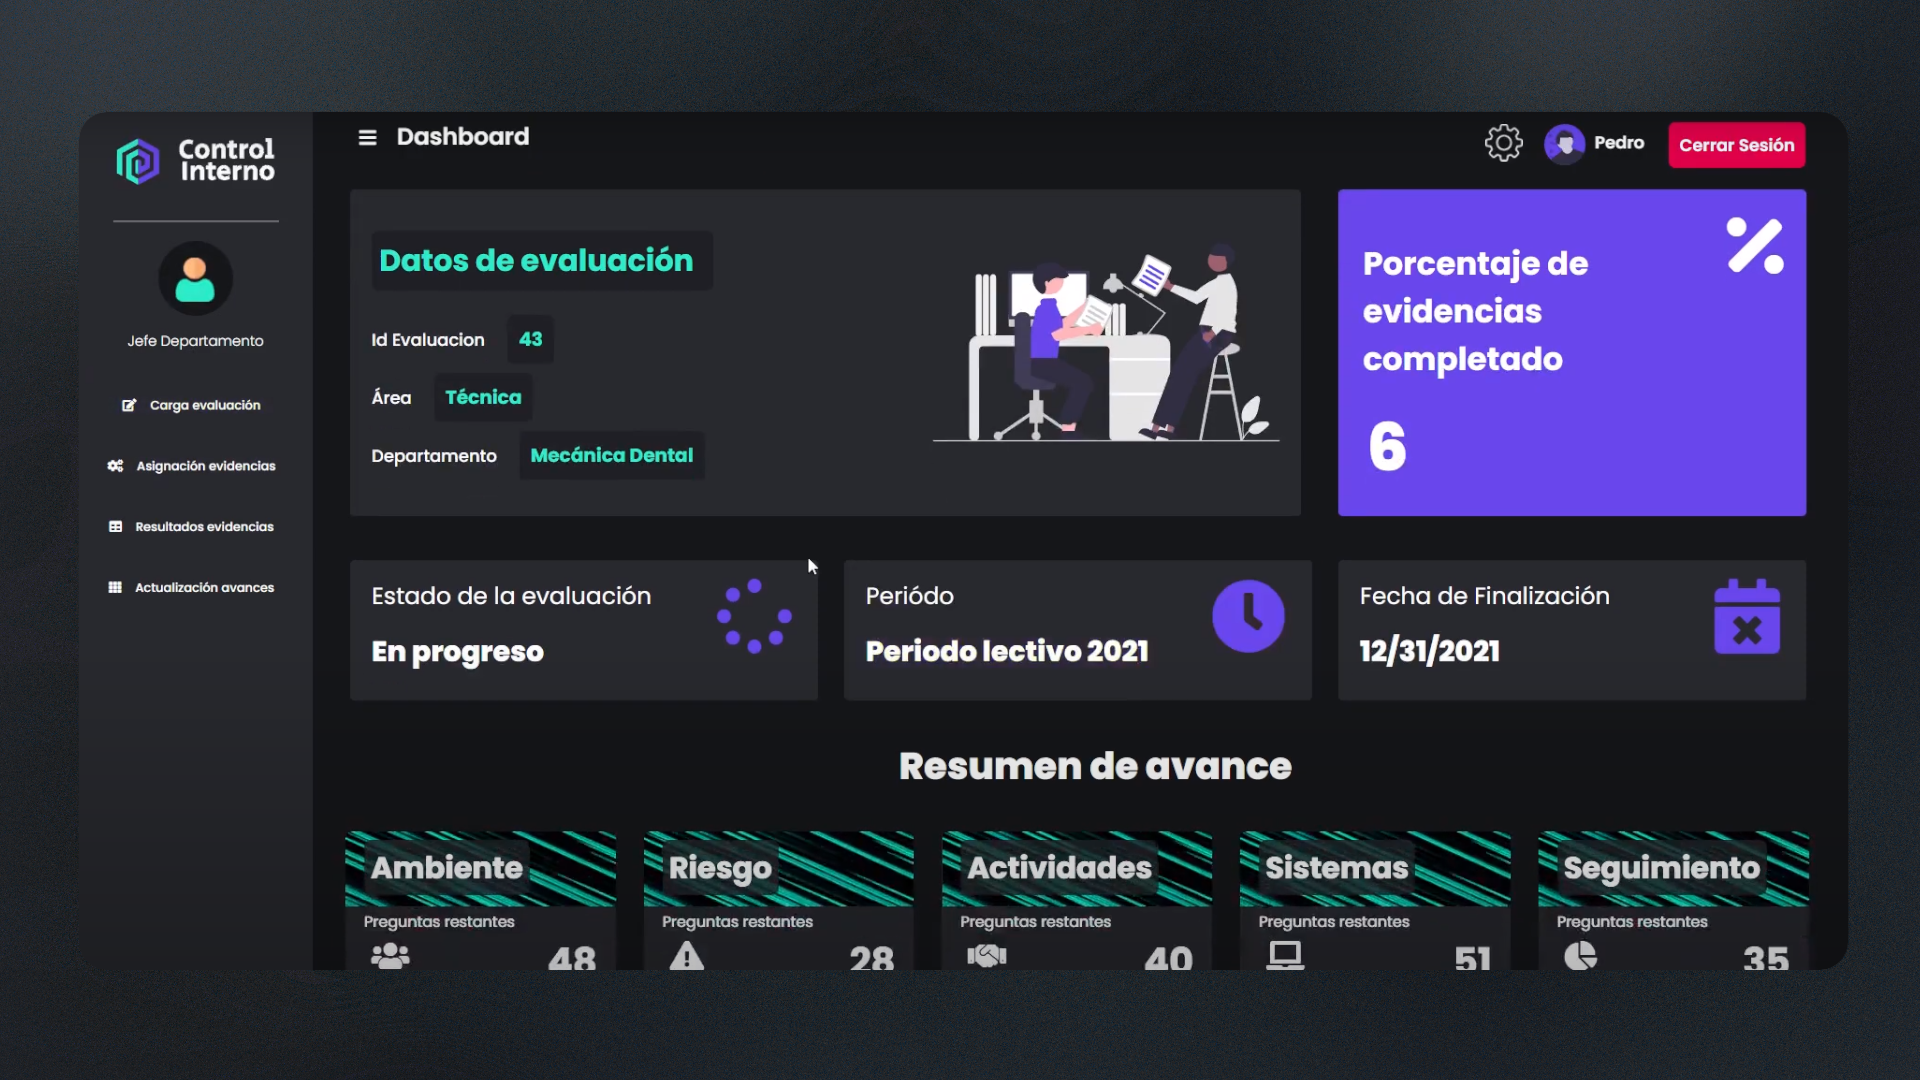 Control
Interno
Jefe Departamento
Carga evaluación
Asignación evidencias
Resultados evidencias
Actualización avances
Dashboard
Pedro
Cerrar Sesión
Datos de evaluación
Id Evaluacion 43
Área Técnica
Departamento Mecánica Dental
Porcentaje de
evidencias
completado
6
Estado de la evaluación
En progreso
Periódo
Periodo lectivo 2021
Fecha de Finalización
12/31/2021
Resumen de avance
Ambiente
Preguntas restantes
48
Riesgo
Preguntas restantes
28
Actividades
Preguntas restantes
40
Sistemas
Preguntas restantes
51
Seguimiento
Preguntas restantes
35